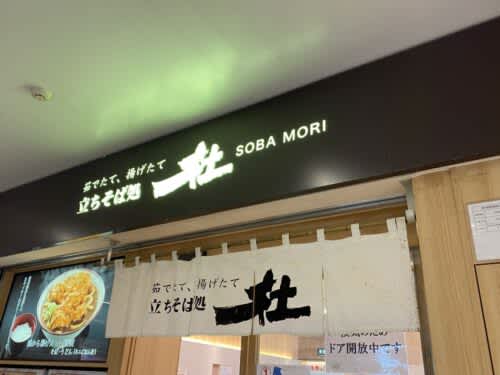 茹でたて、揚げたて
立ちそば処
杜
SOBA MORI
茹でたて、揚げたて
立ちそば処
杜
ドア開放中です